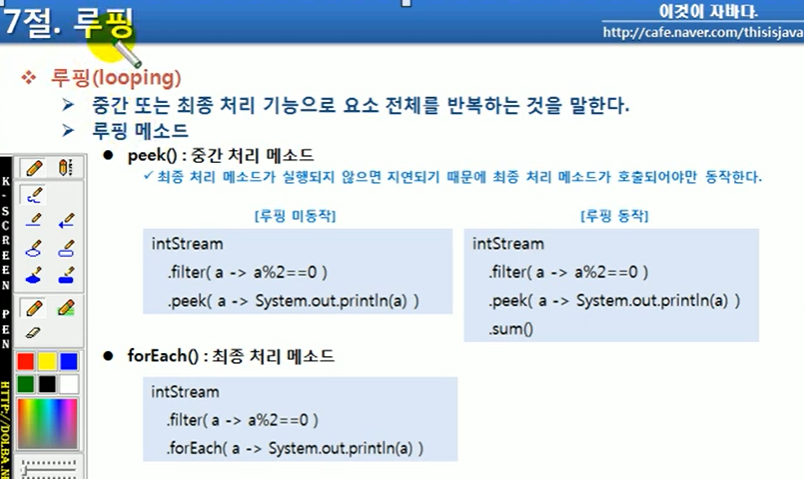 7절. 루핑
이것이 자바다.
http://cafe.naver.com/thisisjava
❖ 루핑(looping)
➢ 중간 또는 최종 처리 기능으로 요소 전체를 반복하는 것을 말한다.
➢ 루핑 메소드
● peek() : 중간 처리 메소드
✓ 최종 처리 메소드가 실행되지 않으면 지연되기 때문에 최종 처리 메소드가 호출되어야만 동작한다.
[루핑 미동작]
intStream
.filter( a -> a%2==0 )
.peek( a -> System.out.println(a) )
[루핑 동작]
intStream
.filter( a -> a%2==0 )
.peek( a -> System.out.println(a) )
.sum()
● forEach() : 최종 처리 메소드
intStream
.filter( a -> a%2==0 )
.forEach( a -> System.out.println(a) )
K-SCREEN PEN
HTTP://DOLBA.NE